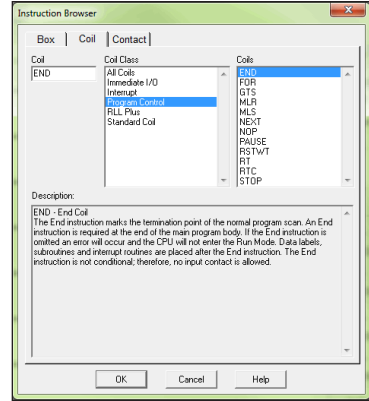 Instruction Browser
Box
Coil
Contact
Coil
END
Coil Class
All Coils
Immediate I/O
Interrupt
Program Control
RLL Plus
Standard Coil
Coils
END
FOR
GTS
MLR
MLS
NEXT
NOP
PAUSE
RSTWT
RT
RTC
STOP
Description:
END - End Coil
The End instruction marks the termination point of the normal program scan. An End
instruction is required at the end of the main program body. If the End instruction is
omitted an error will occur and the CPU will not enter the Run Mode. Data labels,
subroutines and interrupt routines are placed after the End instruction. The End
instruction is not conditional; therefore, no input contact is allowed.
OK
Cancel
Help